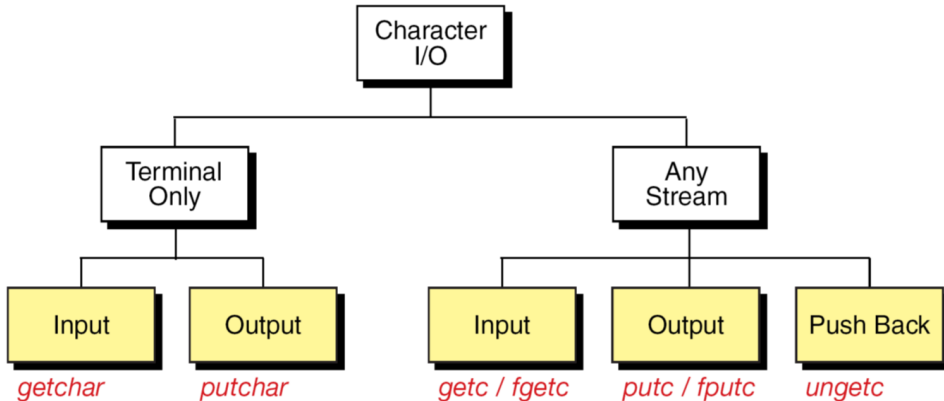 Character
I/O
Terminal
Only
Any
Stream
Input
Output
Input
Output
Push Back
getchar
putchar
getc / fgetc
putc / fputc
ungetc